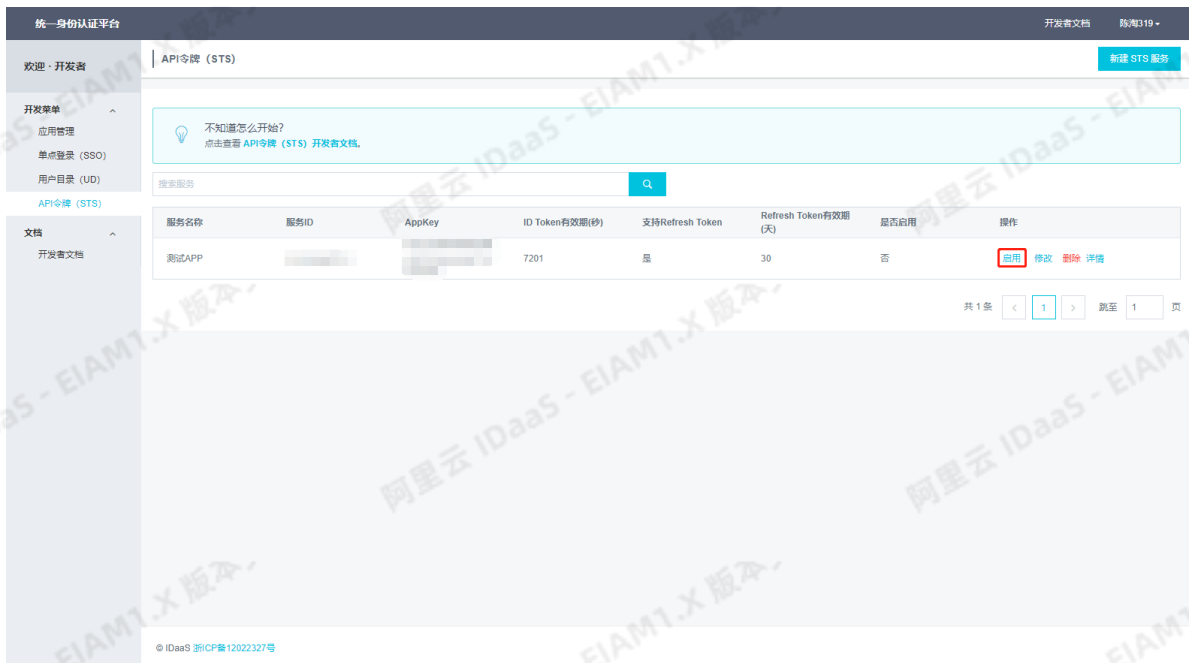 统一身份认证平台
开发者文档 陈淘319
欢迎 · 开发者
API令牌（STS）
新建 STS 服务
开发菜单
应用管理
单点登录（SSO）
用户目录（UD）
API令牌（STS）
文档
开发者文档
不知道怎么开始?
点击查看 API令牌（STS）开发者文档。
搜索服务
服务名称 服务ID AppKey ID Token有效期(秒) 支持Refresh Token Refresh Token有效期(天) 是否启用 操作
测试APP 7201 是 30 否 启用 修改 删除 详情
共 1 条 < 1 > 跳至 1 页
© IDaaS 浙ICP备12022327号
阿里云 IDaaS - EIAM1.X 版本